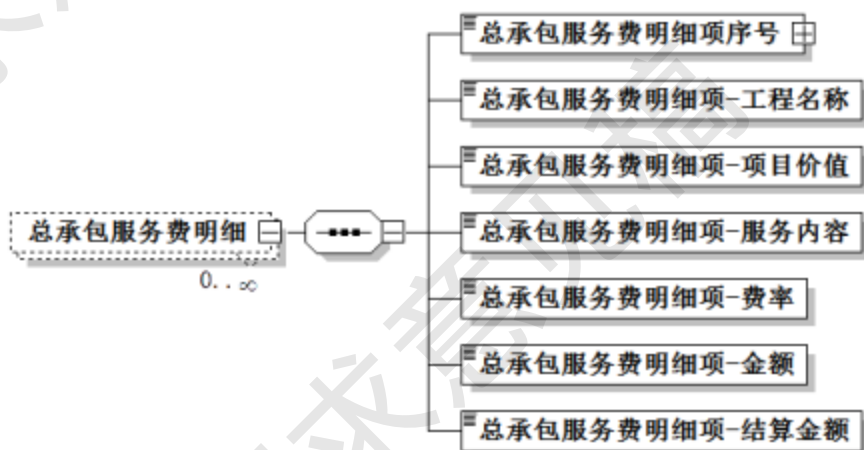 总承包服务费明细项序号
总承包服务费明细项-工程名称
总承包服务费明细项-项目价值
总承包服务费明细
0..∞
总承包服务费明细项-服务内容
总承包服务费明细项-费率
总承包服务费明细项-金额
总承包服务费明细项-结算金额
求意见稿